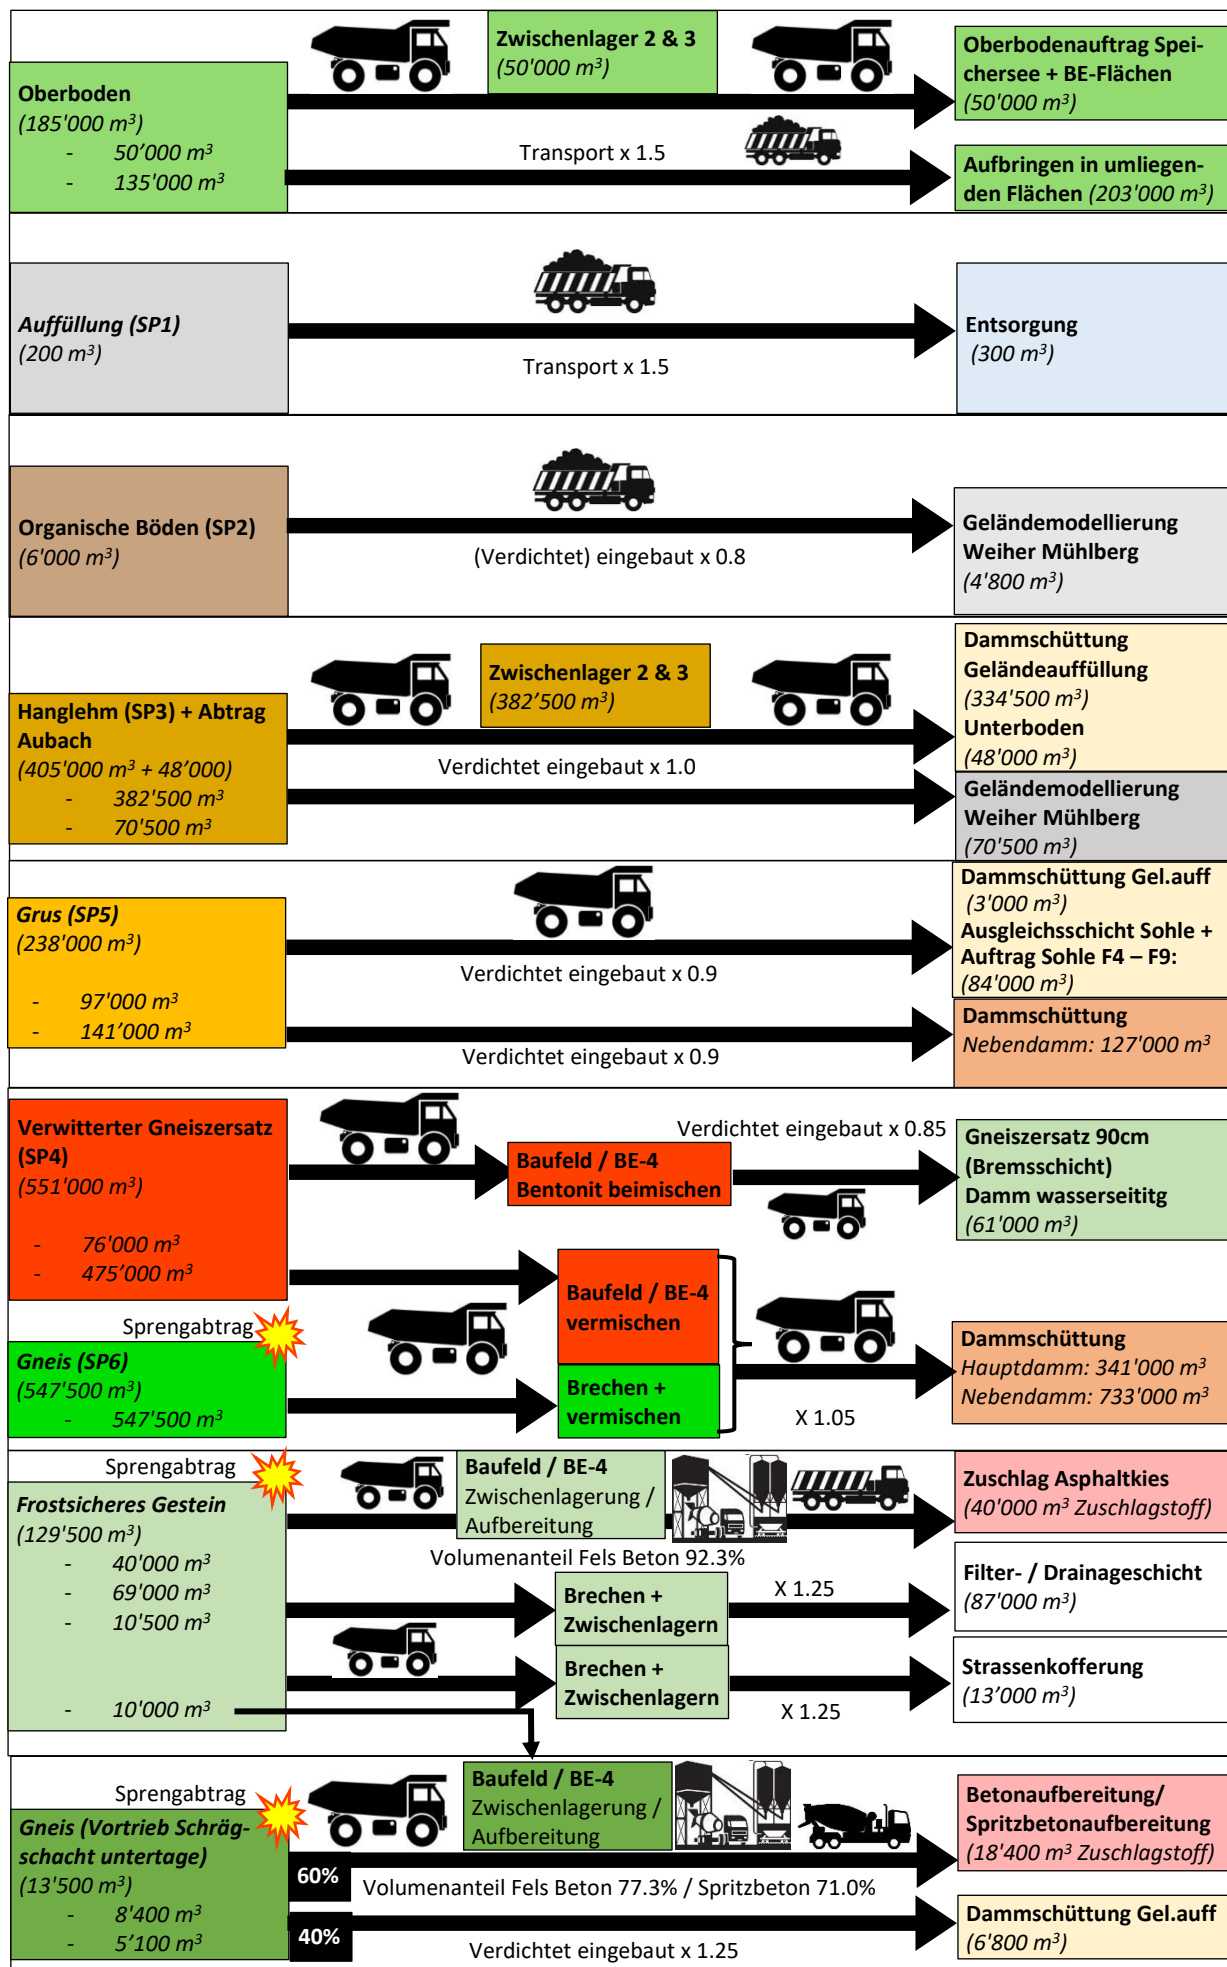 Zwischenlager 2 & 3
(50'000 m³)
Oberbodenauftrag Spei-
chersee + BE-Flächen
(50'000 m³)
Oberboden
(185'000 m³)
- 50’000 m³
- 135'000 m³
Transport x 1.5
Aufbringen in umliegen-
den Flächen (203'000 m³)
Auffüllung (SP1)
(200 m³)
Transport x 1.5
Entsorgung
(300 m³)
Organische Böden (SP2)
(6'000 m³)
(Verdichtet) eingebaut x 0.8
Geländemodellierung
Weiher Mühlberg
(4'800 m³)
Hanglehm (SP3) + Abtrag
Aubach
(405'000 m³ + 48'000)
- 382'500 m³
- 70'500 m³
Zwischenlager 2 & 3
(382’500 m³)
Verdichtet eingebaut x 1.0
Dammschüttung
Geländeauffüllung
(334'500 m³)
Unterboden
(48'000 m³)
Geländemodellierung
Weiher Mühlberg
(70'500 m³)
Grus (SP5)
(238'000 m³)
- 97'000 m³
- 141’000 m³
Verdichtet eingebaut x 0.9
Verdichtet eingebaut x 0.9
Dammschüttung Gel.auff
(3'000 m³)
Ausgleichsschicht Sohle +
Auftrag Sohle F4 – F9:
(84'000 m³)
Dammschüttung
Nebendamm: 127'000 m³
Verwitterter Gneiszersatz
(SP4)
(551'000 m³)
- 76'000 m³
- 475’000 m³
Baufeld / BE-4
Bentonit beimischen
Verdichtet eingebaut x 0.85
Gneiszersatz 90cm
(Bremsschicht)
Damm wasserseititg
(61'000 m³)
Baufeld / BE-4
vermischen
Sprengabtrag
Gneis (SP6)
(547'500 m³)
- 547'500 m³
Brechen +
vermischen
X 1.05
Dammschüttung
Hauptdamm: 341'000 m³
Nebendamm: 733'000 m³
Sprengabtrag
Frostsicheres Gestein
(129'500 m³)
- 40'000 m³
- 69'000 m³
- 10'500 m³
- 10'000 m³
Baufeld / BE-4
Zwischenlagerung /
Aufbereitung
Volumenanteil Fels Beton 92.3%
Zuschlag Asphaltkies
(40'000 m³ Zuschlagstoff)
Brechen +
Zwischenlagern
X 1.25
Filter- / Drainageschicht
(87'000 m³)
Brechen +
Zwischenlagern
X 1.25
Strassenkofferung
(13’000 m³)
Sprengabtrag
Gneis (Vortrieb Schräg-
schacht untertage)
(13'500 m³)
- 8'400 m³
- 5’100 m³
Baufeld / BE-4
Zwischenlagerung /
Aufbereitung
60%
Volumenanteil Fels Beton 77.3% / Spritzbeton 71.0%
Betonaufbereitung/
Spritzbetonaufbereitung
(18'400 m³ Zuschlagstoff)
40%
Verdichtet eingebaut x 1.25
Dammschüttung Gel.auff
(6'800 m³)